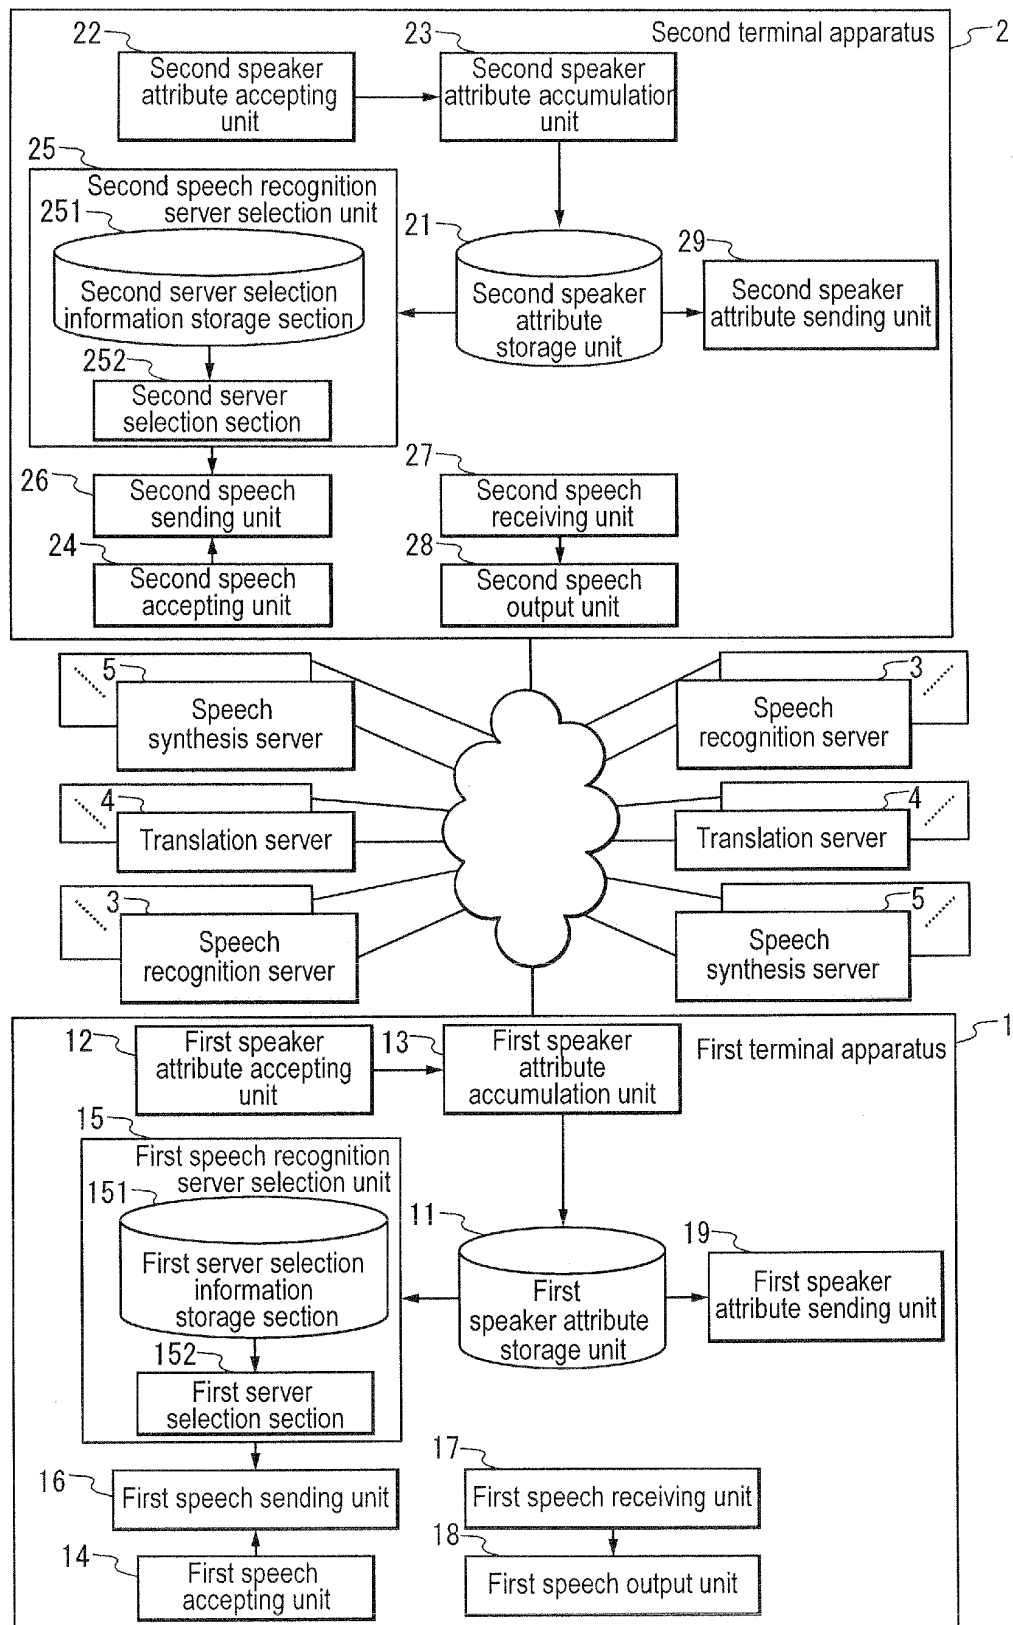 Second terminal apparatus
2
22
Second speaker
attribute accepting
unit
23
Second speaker
attribute accumulation
unit
25
Second speech recognition
server selection unit
251
Second server selection
information storage section
252
Second server
selection section
21
Second speaker
attribute
storage unit
29
Second speaker
attribute sending unit
26
Second speech
sending unit
24
Second speech
accepting unit
27
Second speech
receiving unit
28
Second speech
output unit
5
Speech
synthesis server
3
Speech
recognition server
4
Translation server
4
Translation server
3
Speech
recognition server
5
Speech
synthesis server
First terminal apparatus
1
12
First speaker
attribute accepting
unit
13
First speaker
attribute
accumulation unit
15
First speech recognition
server selection unit
151
First server selection
information
storage section
152
First server
selection section
11
First
speaker attribute
storage unit
19
First speaker
attribute sending unit
16
First speech sending unit
14
First speech
accepting unit
17
First speech receiving unit
18
First speech output unit